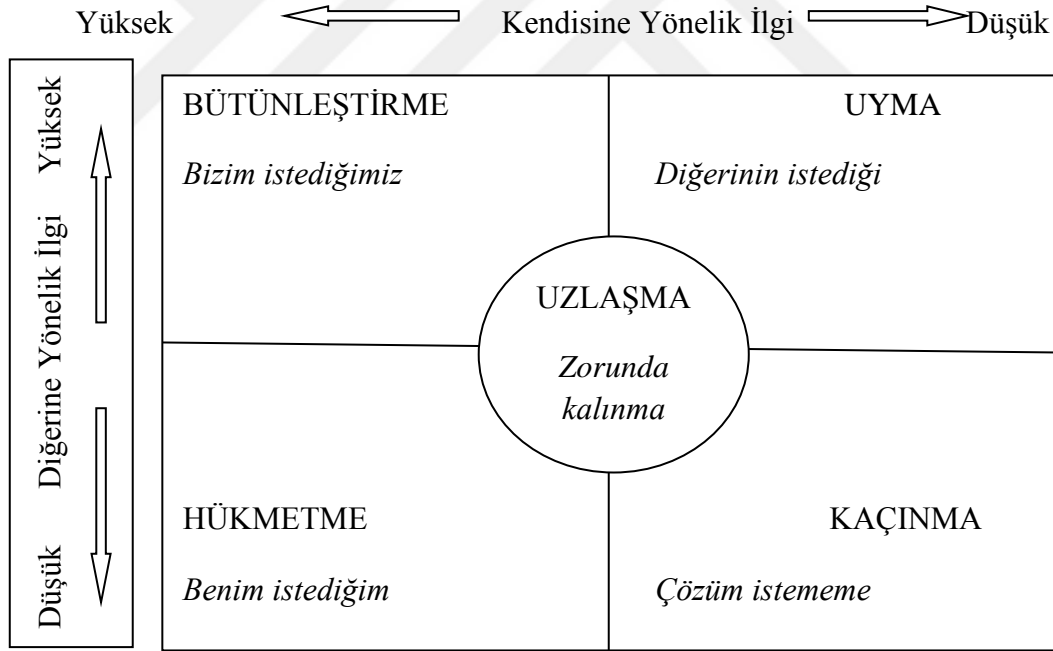 Yüksek Kendisine Yönelik İlgi Düşük
Düşük Diğerine Yönelik İlgi Yüksek
BÜTÜNLEŞTİRME
Bizim istediğimiz
UYMA
Diğerinin istediği
UZLAŞMA
Zorunda
kalınma
HÜKMETME
Benim istediğim
KAÇINMA
Çözüm istememe